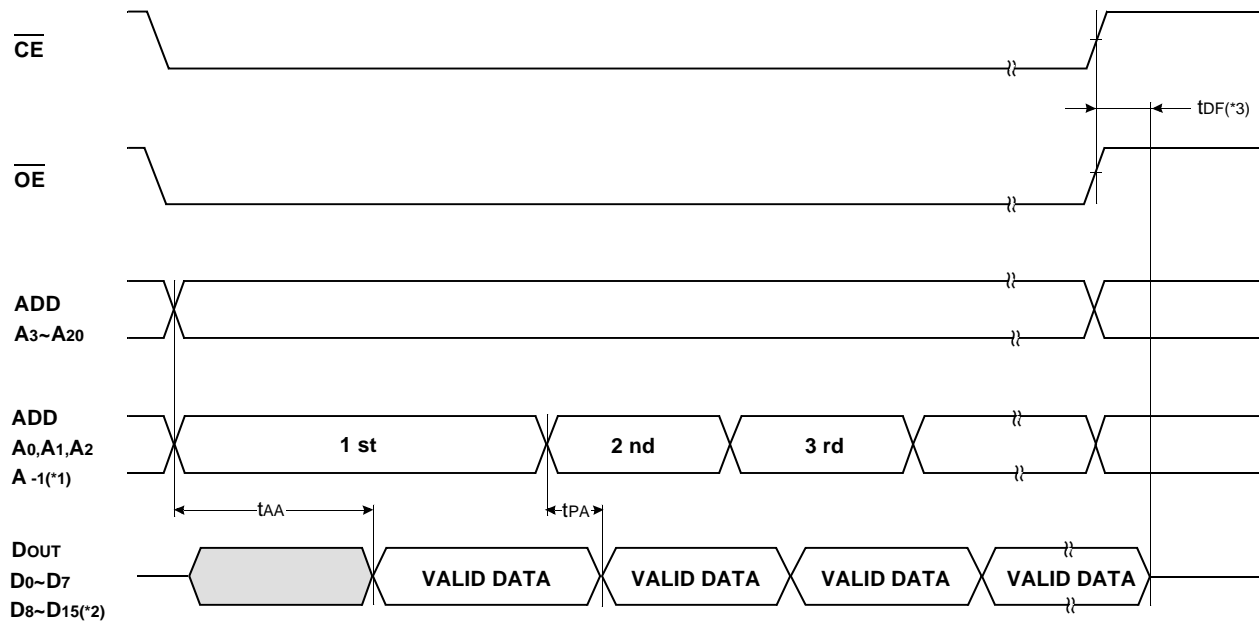 CE
tDF(*3)
OE
ADD
A3~A20
ADD
A0,A1,A2
A -1(*1)
1 st
2 nd
3 rd
tAA
tPA
DOUT
D0~D7
D8~D15(*2)
VALID DATA
VALID DATA
VALID DATA
VALID DATA